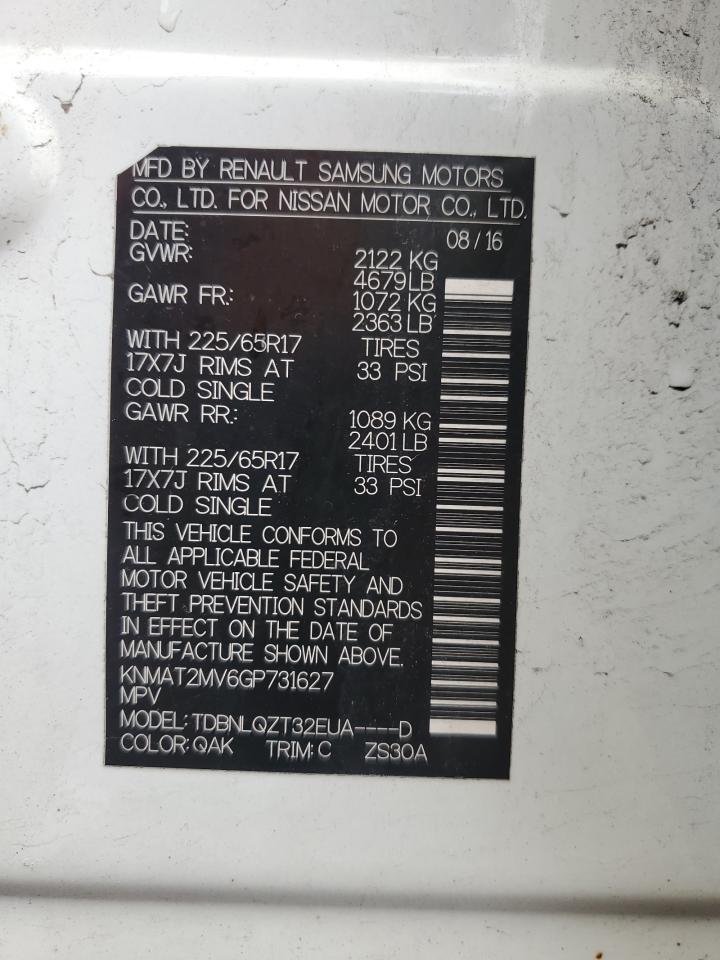 MFD BY RENAULT SAMSUNG MOTORS
CO., LTD. FOR NISSAN MOTOR CO., LTD.
DATE: 08/16
GVWR: 2122 KG
4679 LB
GAWR FR.: 1072 KG
2363 LB
WITH 225/65R17 TIRES
17X7J RIMS AT 33 PSI
COLD SINGLE
GAWR RR.: 1089 KG
2401 LB
WITH 225/65R17 TIRES
17X7J RIMS AT 33 PSI
COLD SINGLE
THIS VEHICLE CONFORMS TO
ALL APPLICABLE FEDERAL
MOTOR VEHICLE SAFETY AND
THEFT PREVENTION STANDARDS
IN EFFECT ON THE DATE OF
MANUFACTURE SHOWN ABOVE.
KNMAT2MV6GP731627
MPV
MODEL: TDBNLQZT32EUA----D
COLOR: QAK TRIM: C ZS30A